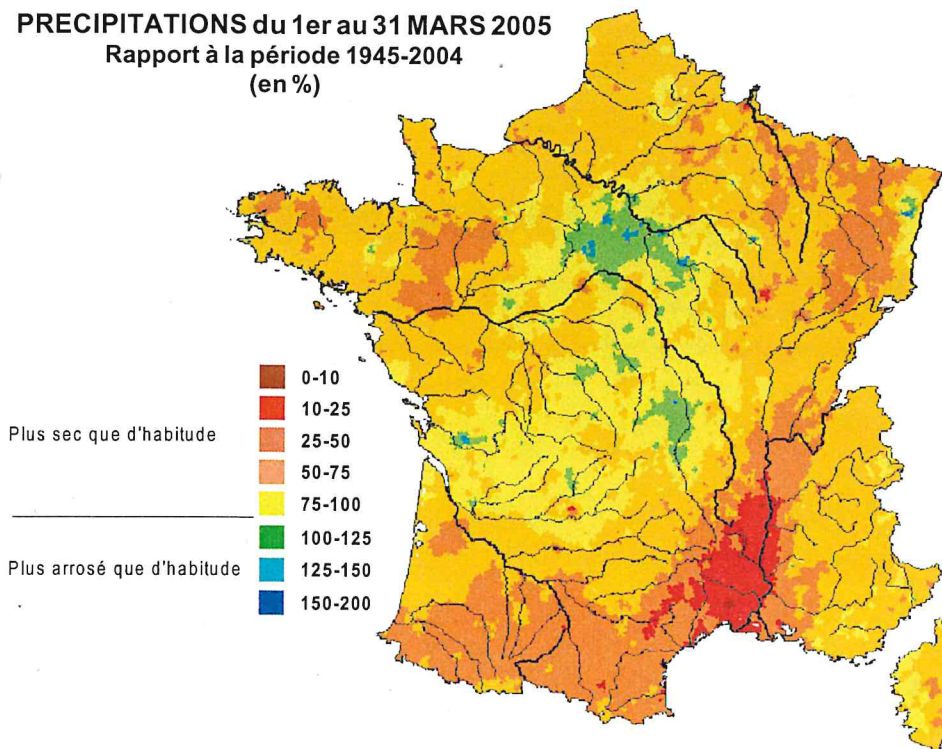 PRECIPITATIONS du 1er au 31 MARS 2005
Rapport à la période 1945-2004
(en %)
0-10
10-25
Plus sec que d'habitude
25-50
50-75
75-100
100-125
Plus arrosé que d'habitude
125-150
150-200